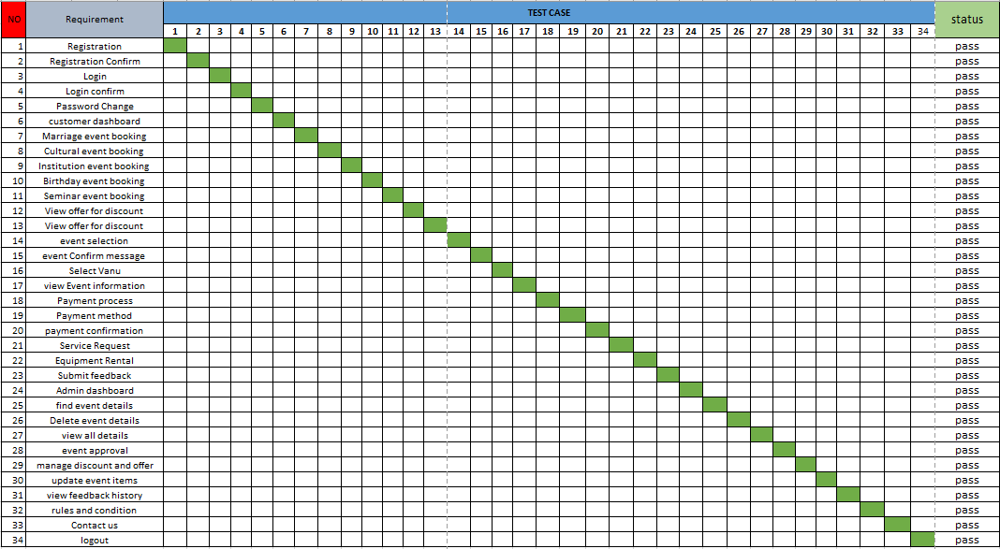 NO Requirement TEST CASE status
1 2 3 4 5 6 7 8 9 10 11 12 13 14 15 16 17 18 19 20 21 22 23 24 25 26 27 28 29 30 31 32 33 34
1 Registration pass
2 Registration Confirm pass
3 Login pass
4 Login confirm pass
5 Password Change pass
6 customer dashboard pass
7 Marriage event booking pass
8 Cultural event booking pass
9 Institution event booking pass
10 Birthday event booking pass
11 Seminar event booking pass
12 View offer for discount pass
13 View offer for discount pass
14 event selection pass
15 event Confirm message pass
16 Select Vanu pass
17 view Event information pass
18 Payment process pass
19 Payment method pass
20 payment confirmation pass
21 Service Request pass
22 Equipment Rental pass
23 Submit feedback pass
24 Admin dashboard pass
25 find event details pass
26 Delete event details pass
27 view all details pass
28 event approval pass
29 manage discount and offer pass
30 update event items pass
31 view feedback history pass
32 rules and condition pass
33 Contact us pass
34 logout pass